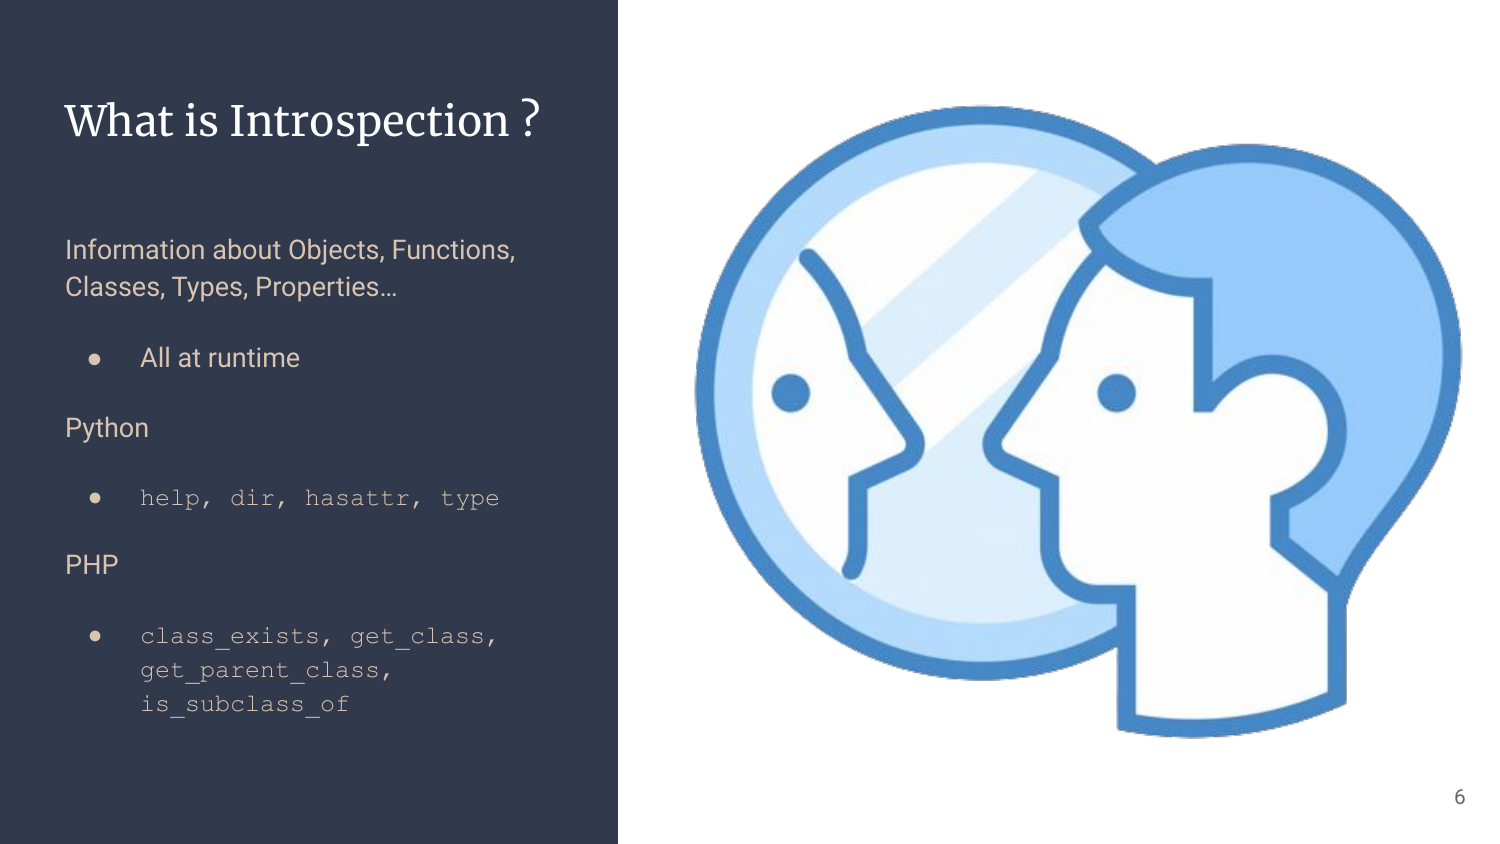 What is Introspection ?
Information about Objects, Functions,
Classes, Types, Properties…
● All at runtime
Python
● help, dir, hasattr, type
PHP
● class_exists, get_class,
get_parent_class,
is_subclass_of
6